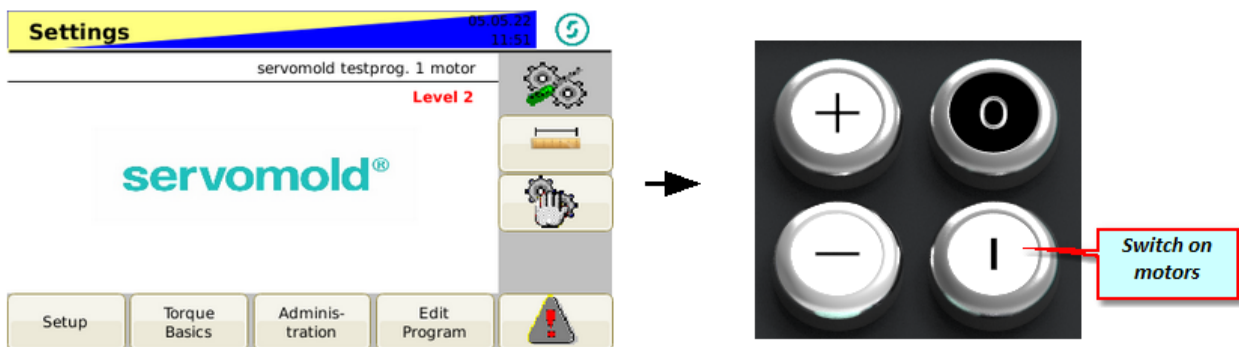 Settings
05.05.22
11:51
servomold testprog. 1 motor
Level 2
servomold®
Setup
Torque
Basics
Adminis-
tration
Edit
Program
+
0
−
I
Switch on
motors